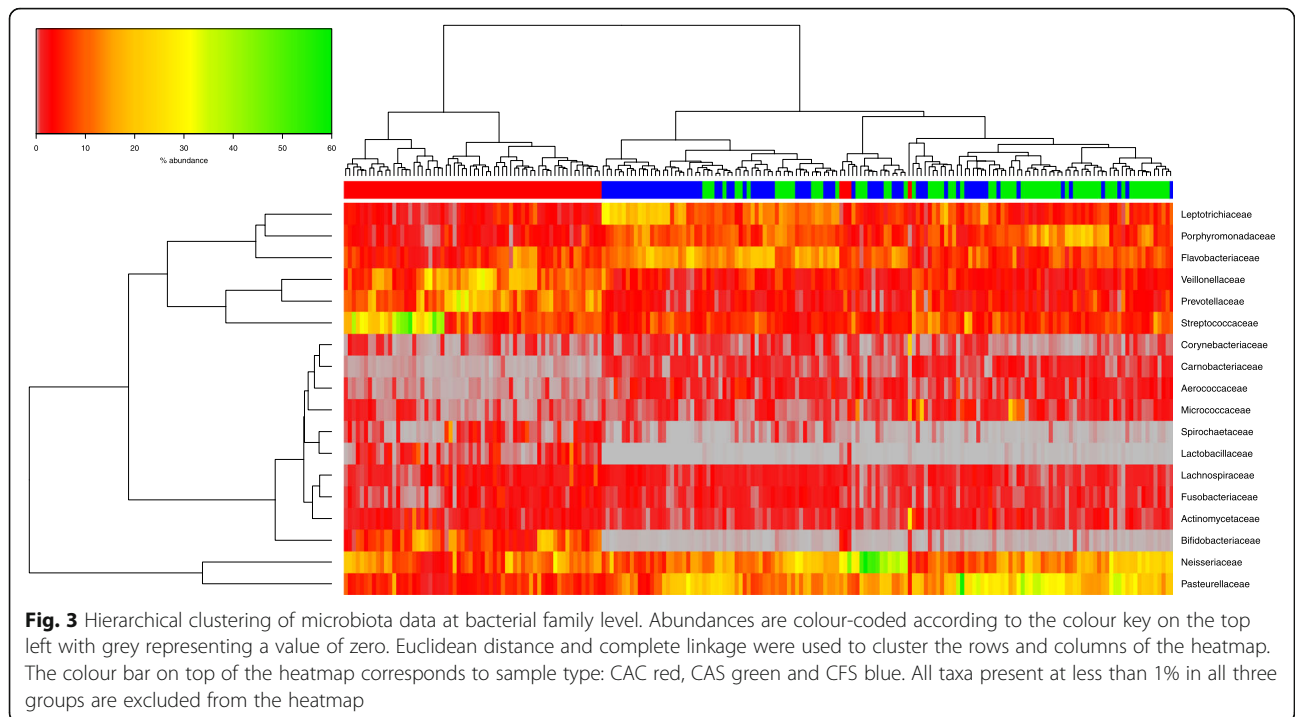 0 10 20 30 40 50 60
% abundance
Leptotrichiaceae
Porphyromonadaceae
Flavobacteriaceae
Veillonellaceae
Prevotellaceae
Streptococcaceae
Corynebacteriaceae
Carnobacteriaceae
Aerococcaceae
Micrococcaceae
Spirochaetaceae
Lactobacillaceae
Lachnospiraceae
Fusobacteriaceae
Actinomycetaceae
Bifidobacteriaceae
Neisseriaceae
Pasteurellaceae
Fig. 3 Hierarchical clustering of microbiota data at bacterial family level. Abundances are colour-coded according to the colour key on the top
left with grey representing a value of zero. Euclidean distance and complete linkage were used to cluster the rows and columns of the heatmap.
The colour bar on top of the heatmap corresponds to sample type: CAC red, CAS green and CFS blue. All taxa present at less than 1% in all three
groups are excluded from the heatmap